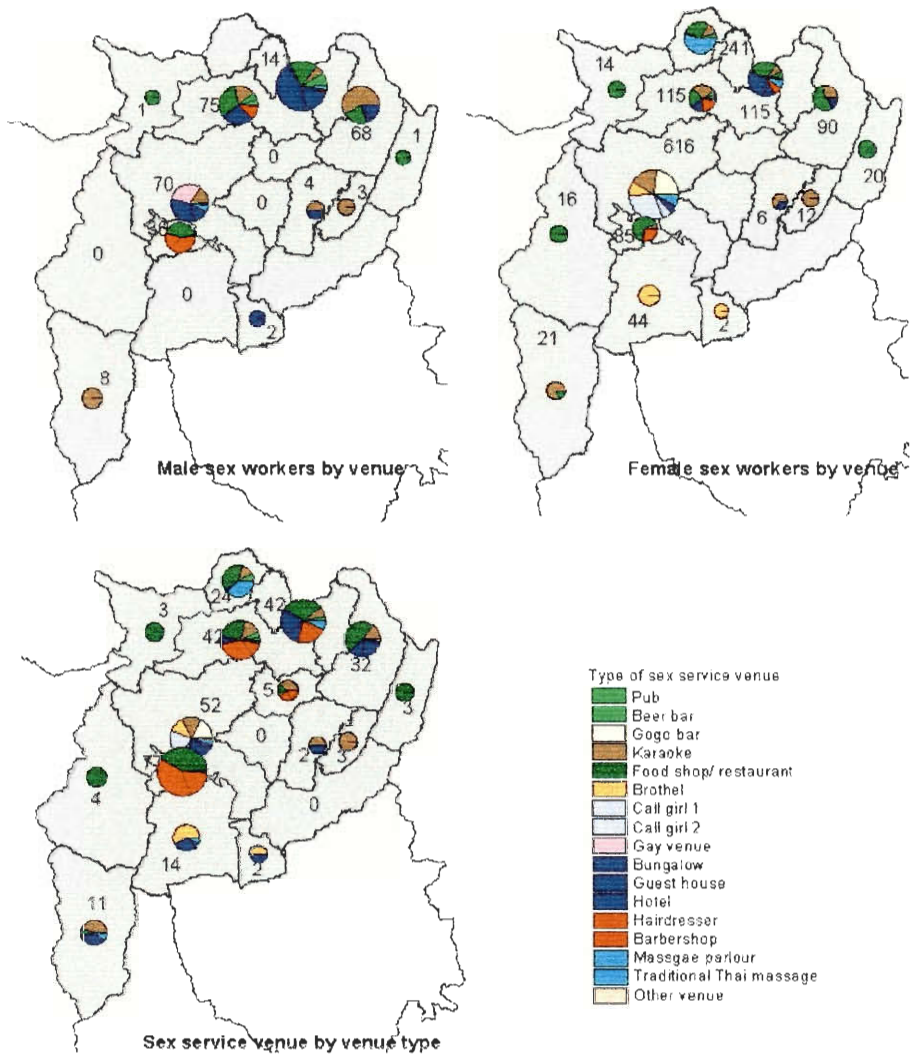 14
1
75
68
1
0
70
4
3
0
0
0
2
8
Male sex workers by venue
241
14
115
115
90
616
20
16
6
12
35
44
2
21
Female sex workers by venue
24
3
42
42
32
5
52
3
0
2
3
4
0
14
2
11
Sex service venue by venue type
Type of sex service venue
Pub
Beer bar
Gogo bar
Karaoke
Food shop/ restaurant
Brothel
Call girl 1
Call girl 2
Gay venue
Bungalow
Guest house
Hotel
Hairdresser
Barbershop
Massgae parlour
Traditional Thai massage
Other venue